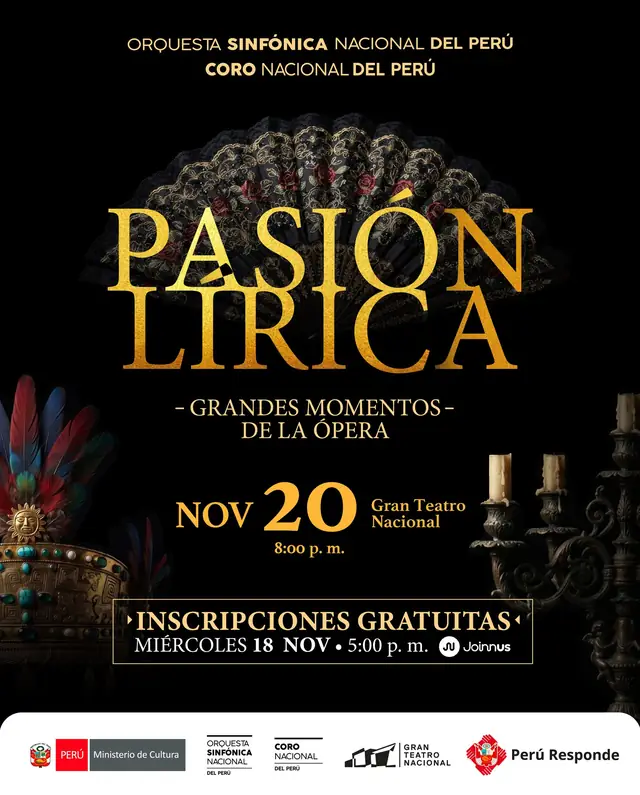 ORQUESTA SINFÓNICA NACIONAL DEL PERÚ
CORO NACIONAL DEL PERÚ
PASIÓN
LÍRICA
– GRANDES MOMENTOS –
DE LA ÓPERA
NOV 20 Gran Teatro
Nacional
8:00 p. m.
INSCRIPCIONES GRATUITAS
MIÉRCOLES 18 NOV • 5:00 p. m. Joinnus
PERÚ Ministerio de Cultura
ORQUESTA
SINFÓNICA
NACIONAL
DEL PERÚ
CORO
NACIONAL
DEL PERÚ
GRAN
TEATRO
NACIONAL
Perú Responde